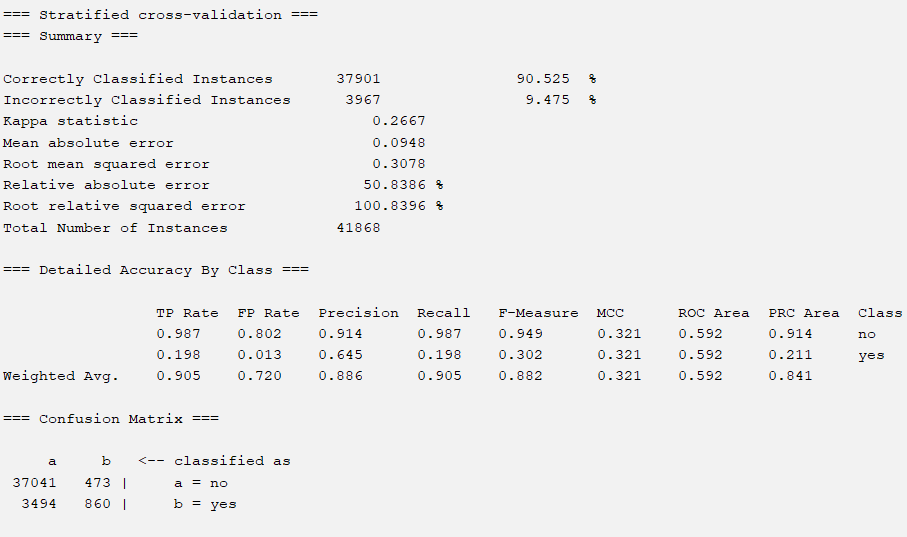 === Stratified cross-validation ===
=== Summary ===
Correctly Classified Instances 37901 90.525 %
Incorrectly Classified Instances 3967 9.475 %
Kappa statistic 0.2667
Mean absolute error 0.0948
Root mean squared error 0.3078
Relative absolute error 50.8386 %
Root relative squared error 100.8396 %
Total Number of Instances 41868
=== Detailed Accuracy By Class ===
TP Rate FP Rate Precision Recall F-Measure MCC ROC Area PRC Area Class
0.987 0.802 0.914 0.987 0.949 0.321 0.592 0.914 no
0.198 0.013 0.645 0.198 0.302 0.321 0.592 0.211 yes
Weighted Avg. 0.905 0.720 0.886 0.905 0.882 0.321 0.592 0.841
=== Confusion Matrix ===
a b <-- classified as
37041 473 | a = no
3494 860 | b = yes